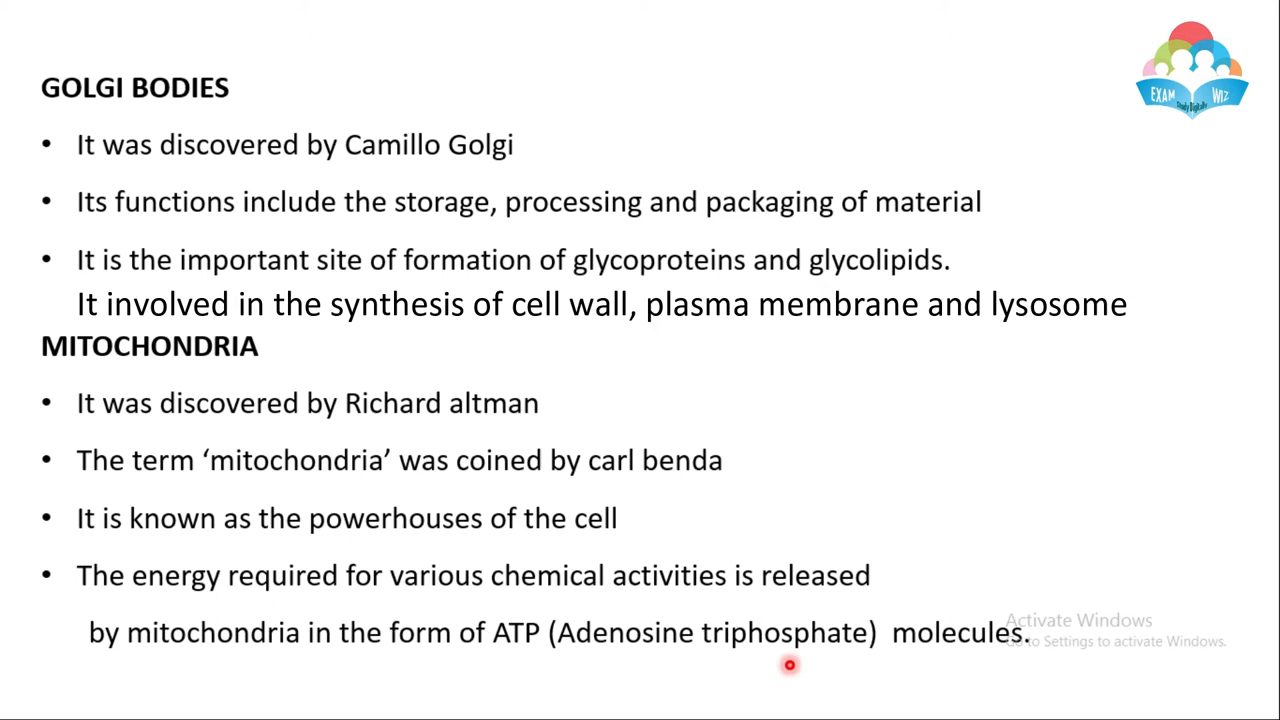 EXAM WIZ
Study Digitally
GOLGI BODIES
• It was discovered by Camillo Golgi
• Its functions include the storage, processing and packaging of material
• It is the important site of formation of glycoproteins and glycolipids.
It involved in the synthesis of cell wall, plasma membrane and lysosome
MITOCHONDRIA
• It was discovered by Richard altman
• The term ‘mitochondria’ was coined by carl benda
• It is known as the powerhouses of the cell
• The energy required for various chemical activities is released
by mitochondria in the form of ATP (Adenosine triphosphate) molecules.
Activate Windows
Go to Settings to activate Windows.